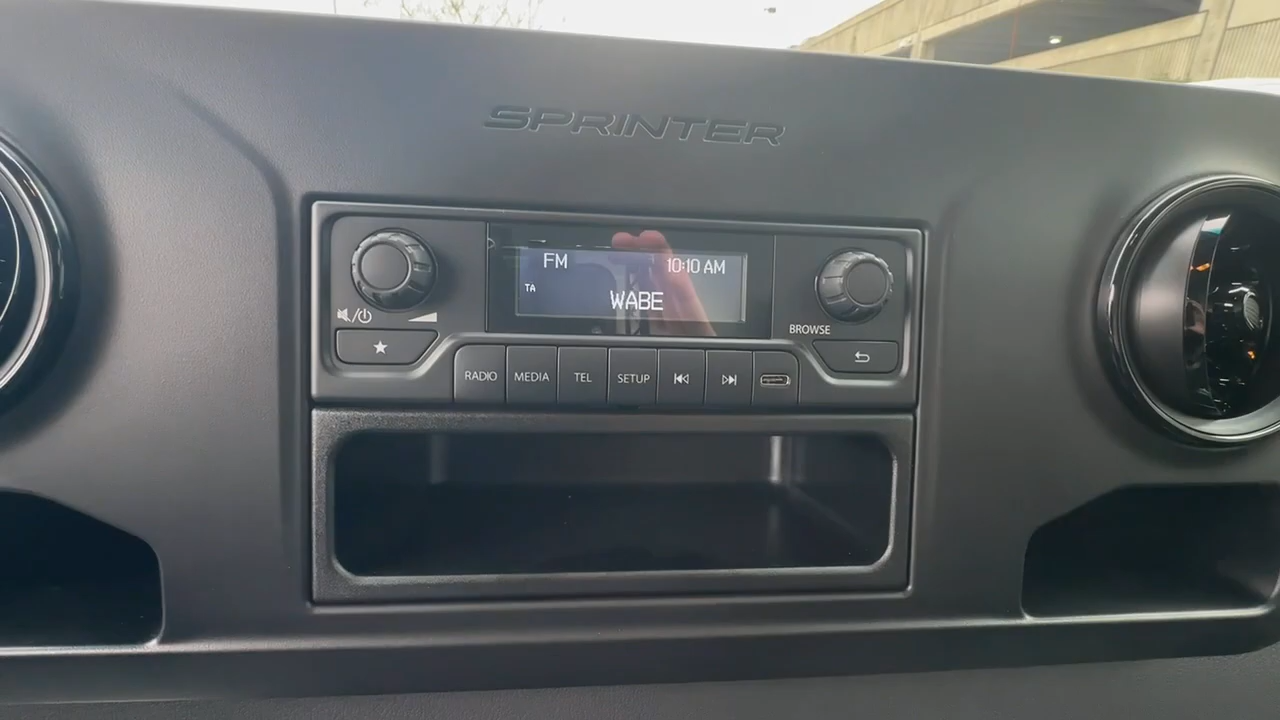 SPRINTER
FM 10:10 AM
TA
WABE
BROWSE
RADIO MEDIA TEL SETUP